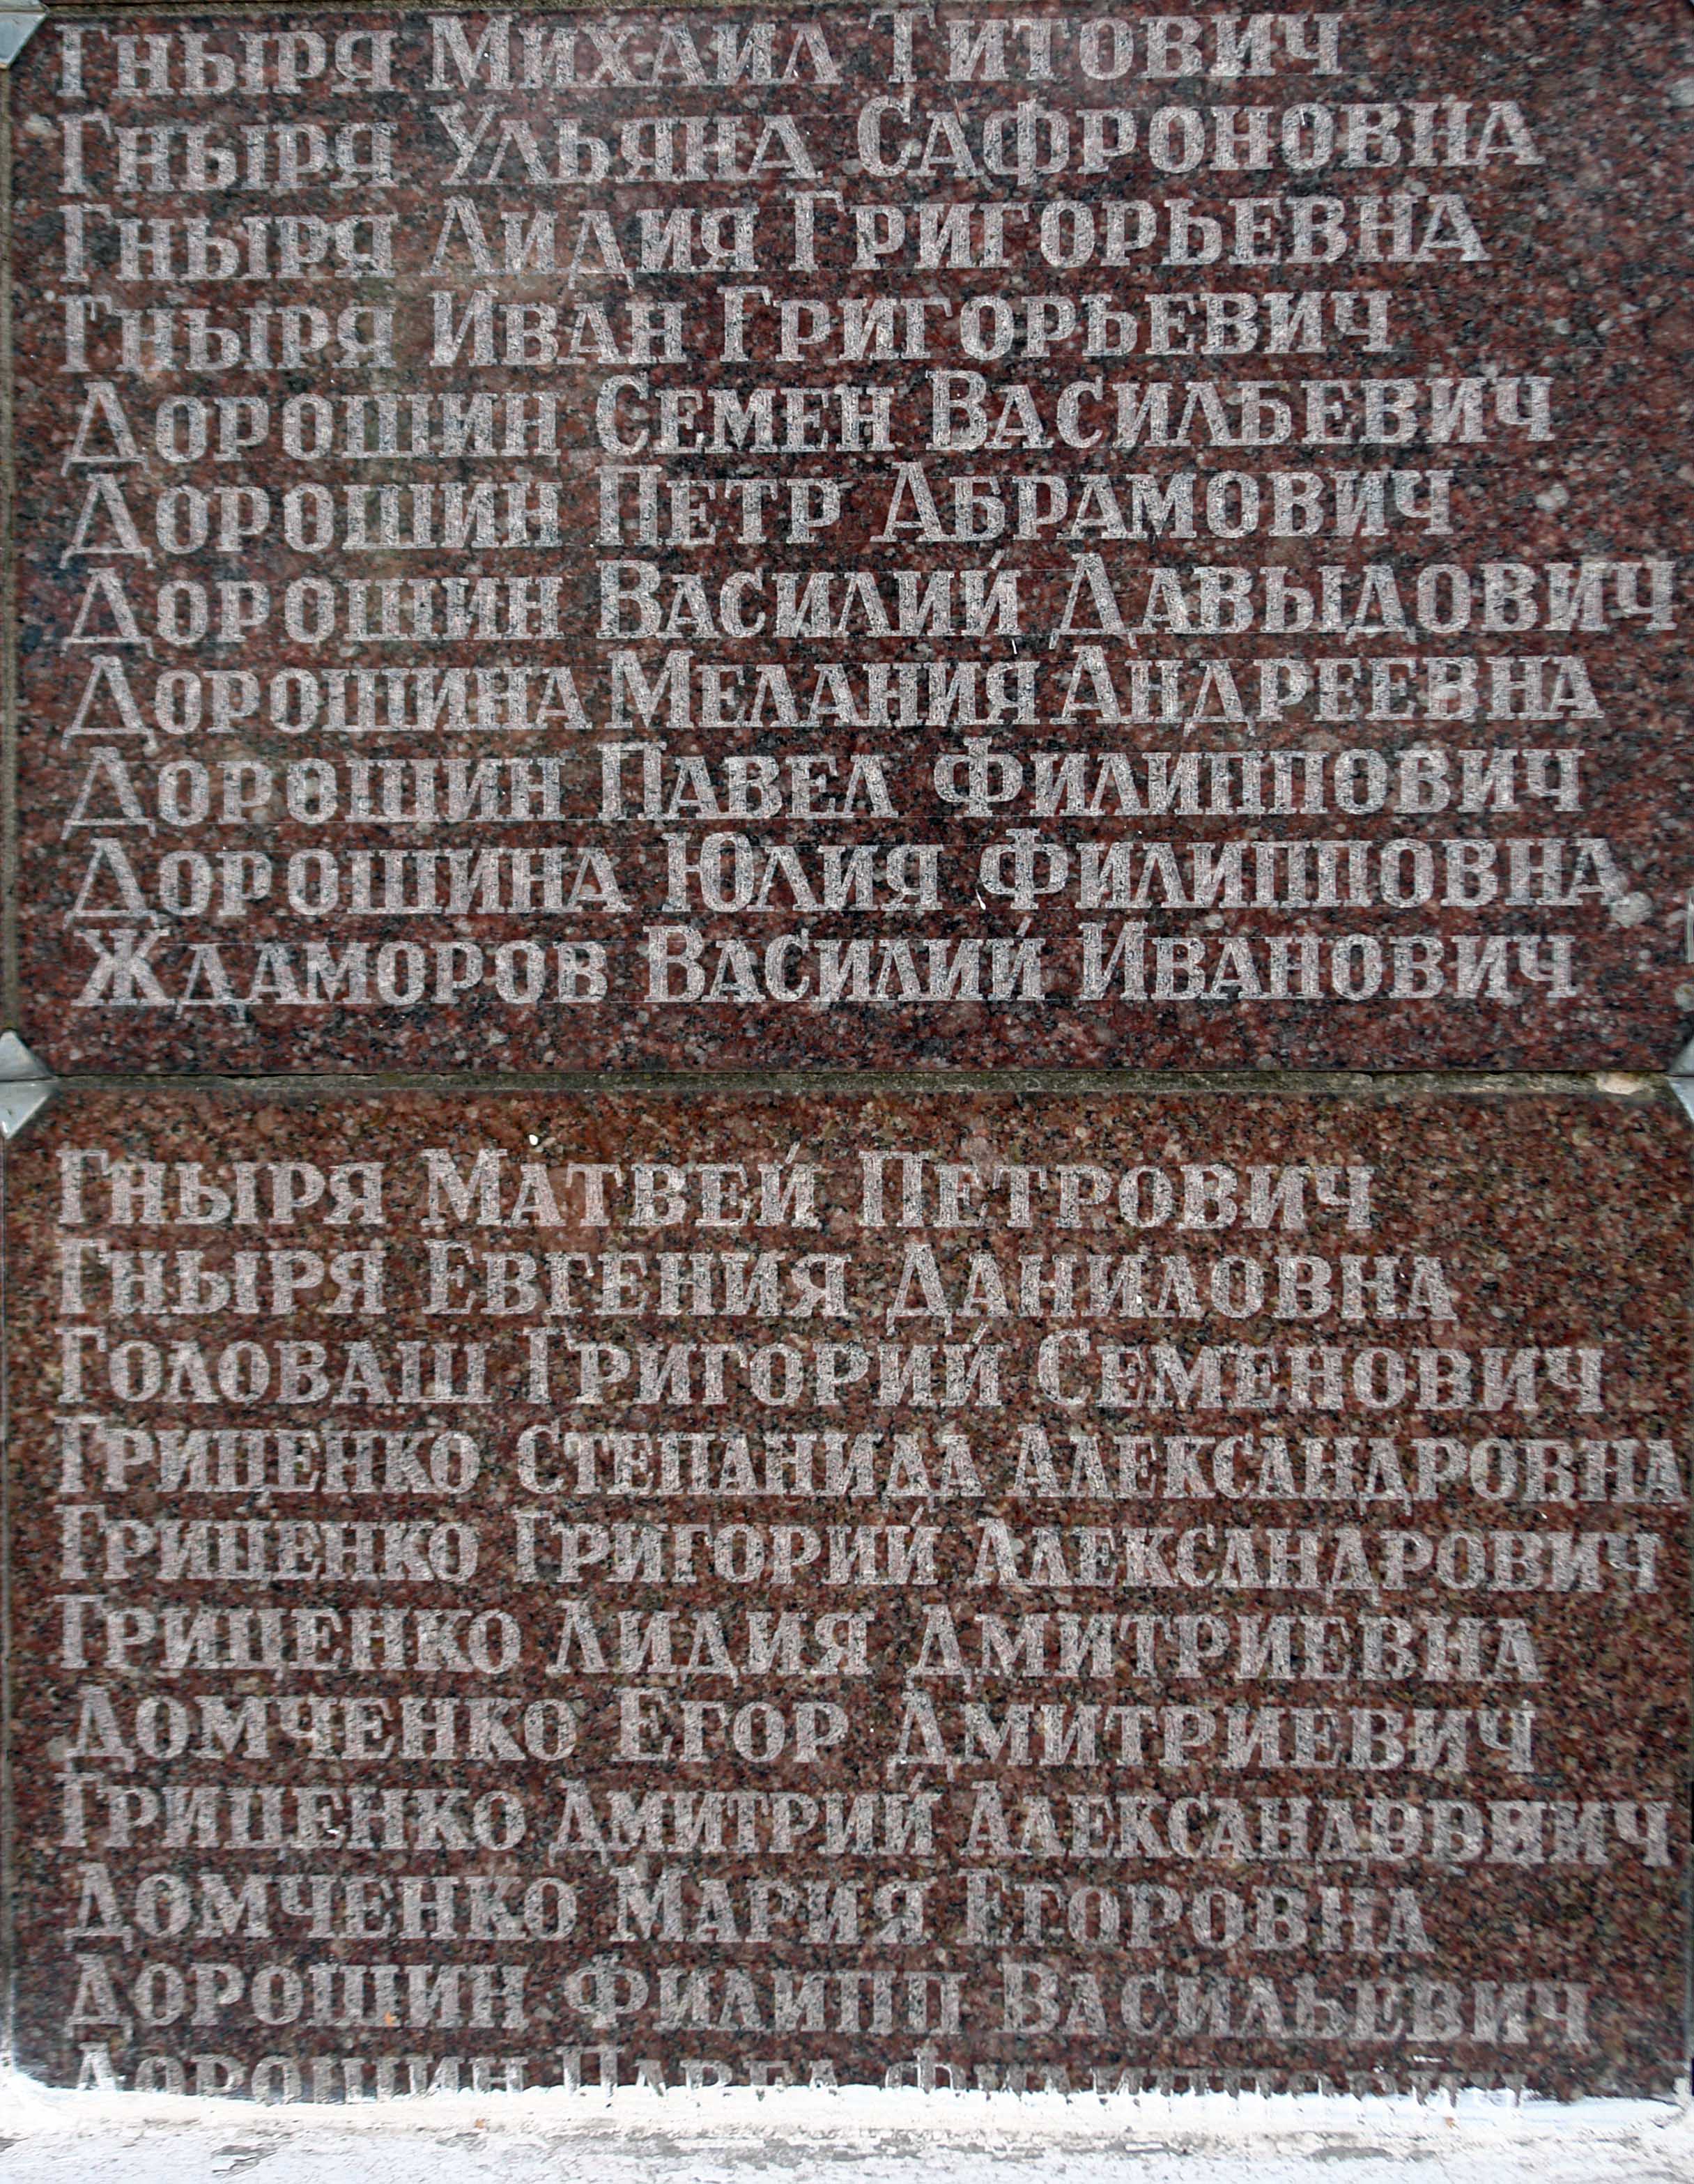 Гныря Михаил Титович
Гныря Ульяна Сафроновна
Гныря Лидия Григорьевна
Гныря Иван Григорьевич
Дорошин Семен Васильевич
Дорошин Петр Абрамович
Дорошин Василий Давыдович
Дорошина Мелания Андреевна
Дорошин Павел Филиппович
Дорошина Юлия Филипповна
Ждаморов Василий Иванович
Гныря Матвей Петрович
Гныря Евгения Даниловна
Головаш Григорий Семенович
Гриценко Степанида Александровна
Гриценко Григорий Александрович
Гриценко Лидия Дмитриевна
Домченко Егор Дмитриевич
Гриценко Дмитрий Александрович
Домченко Мария Егоровна
Дорошин Филипп Васильевич
Дорошин Павел